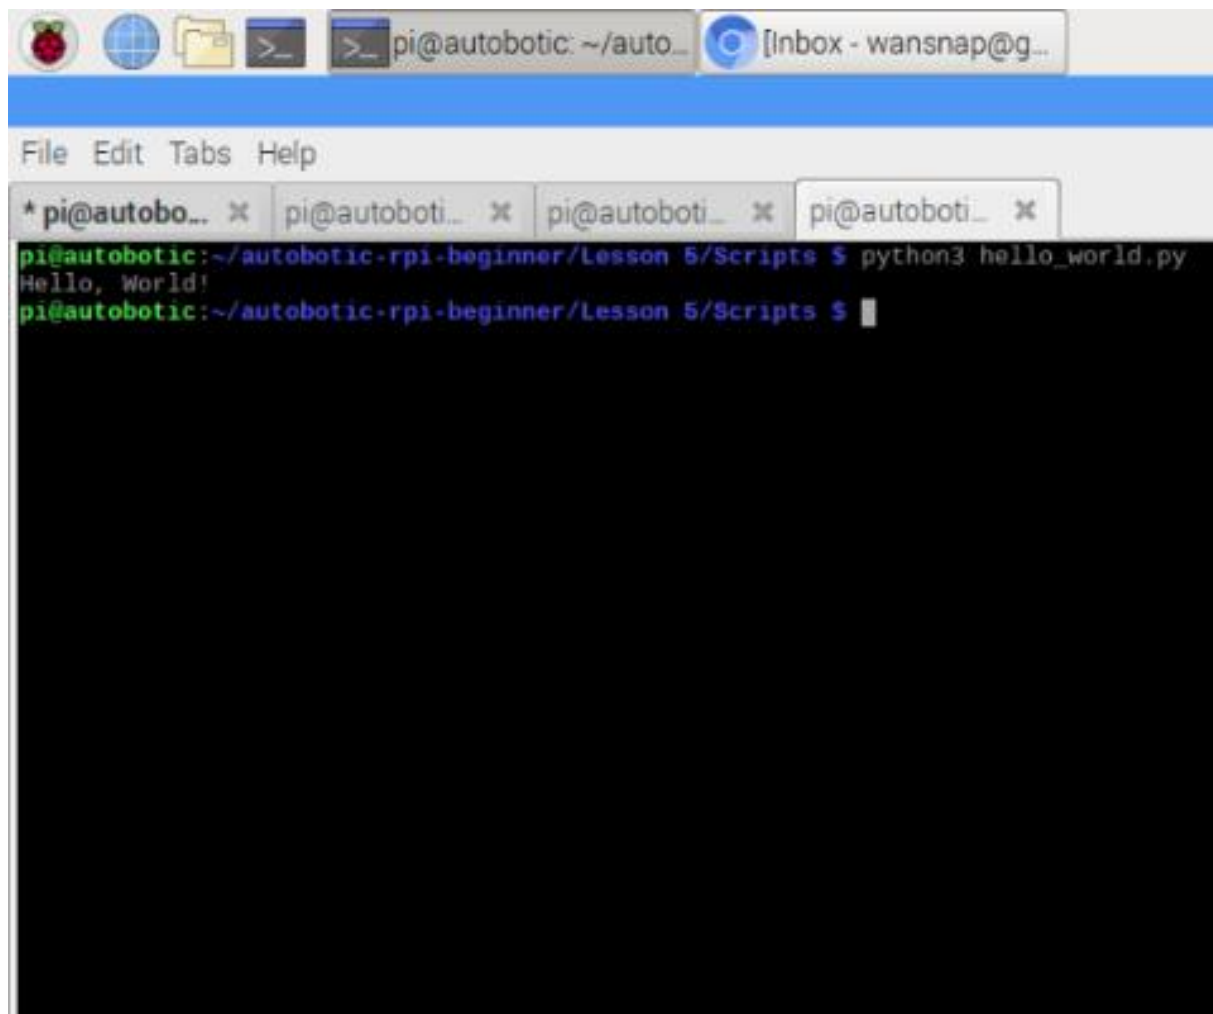 pi@autobotic: ~/auto... [Inbox - wansnap@g...
File Edit Tabs Help
* pi@autobo... pi@autoboti... pi@autoboti... pi@autoboti...
pi@autobotic:~/autobotic-rpi-beginner/Lesson 5/Scripts $ python3 hello_world.py
Hello, World!
pi@autobotic:~/autobotic-rpi-beginner/Lesson 5/Scripts $